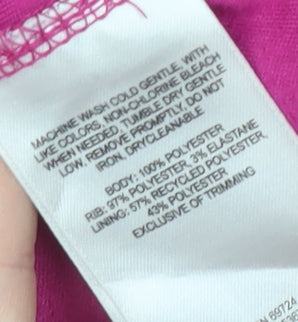 MACHINE WASH COLD GENTLE, WITH
LIKE COLORS, NON-CHLORINE BLEACH
WHEN NEEDED, TUMBLE DRY GENTLE
LOW, REMOVE PROMPTLY, DO NOT
IRON, DRYCLEANABLE
BODY: 100% POLYESTER
RIB: 97% POLYESTER, 3% ELASTANE
LINING: 57% RECYCLED POLYESTER,
43% POLYESTER
EXCLUSIVE OF TRIMMING
69724